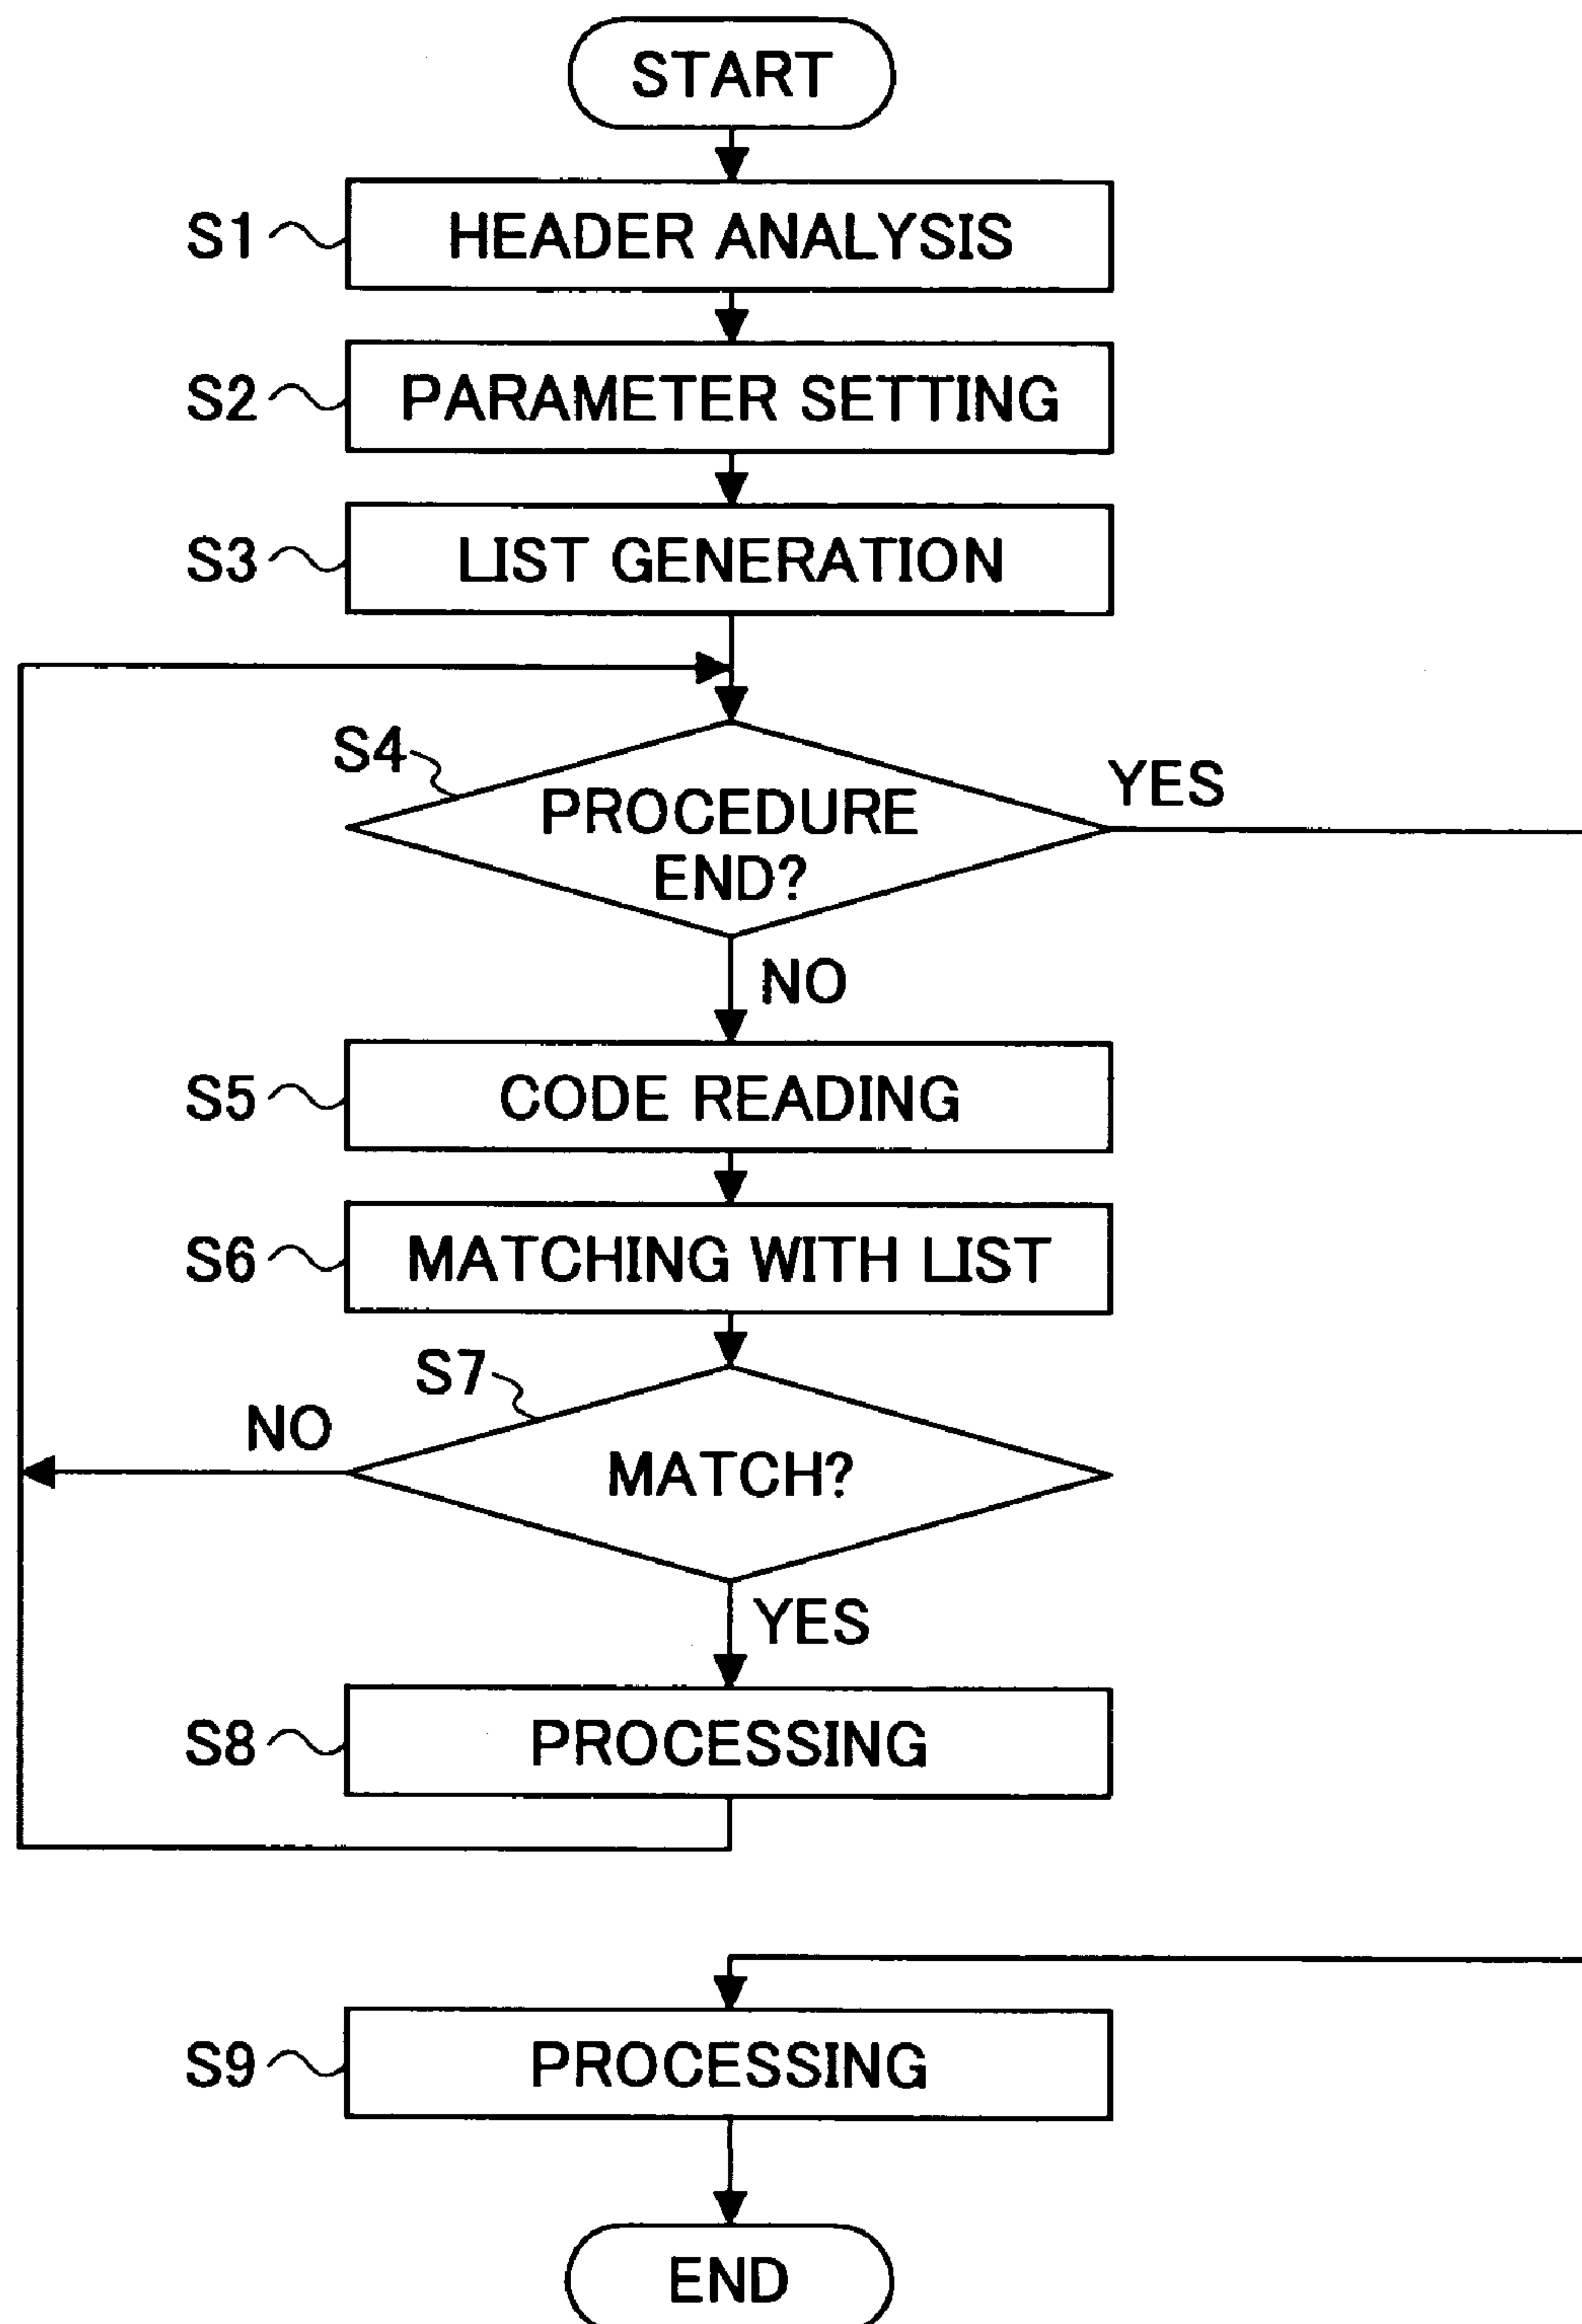 START
S1 HEADER ANALYSIS
S2 PARAMETER SETTING
S3 LIST GENERATION
S4
YES
PROCEDURE
END?
NO
S5 CODE READING
S6 MATCHING WITH LIST
S7
NO
MATCH?
YES
S8 PROCESSING
S9 PROCESSING
END